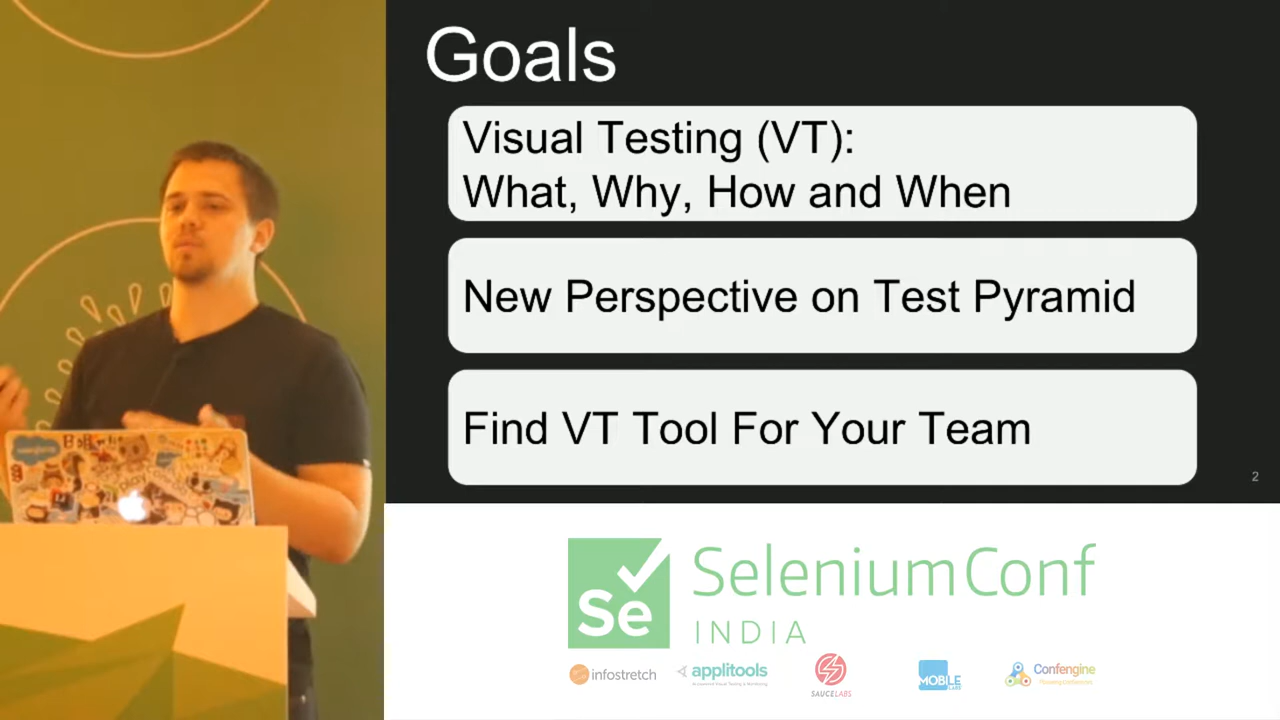 Goals
Visual Testing (VT):
What, Why, How and When
New Perspective on Test Pyramid
Find VT Tool For Your Team
2
Se
SeleniumConf
INDIA
infostretch
applitools
SAUCELABS
MOBILE
LABS
Confengine